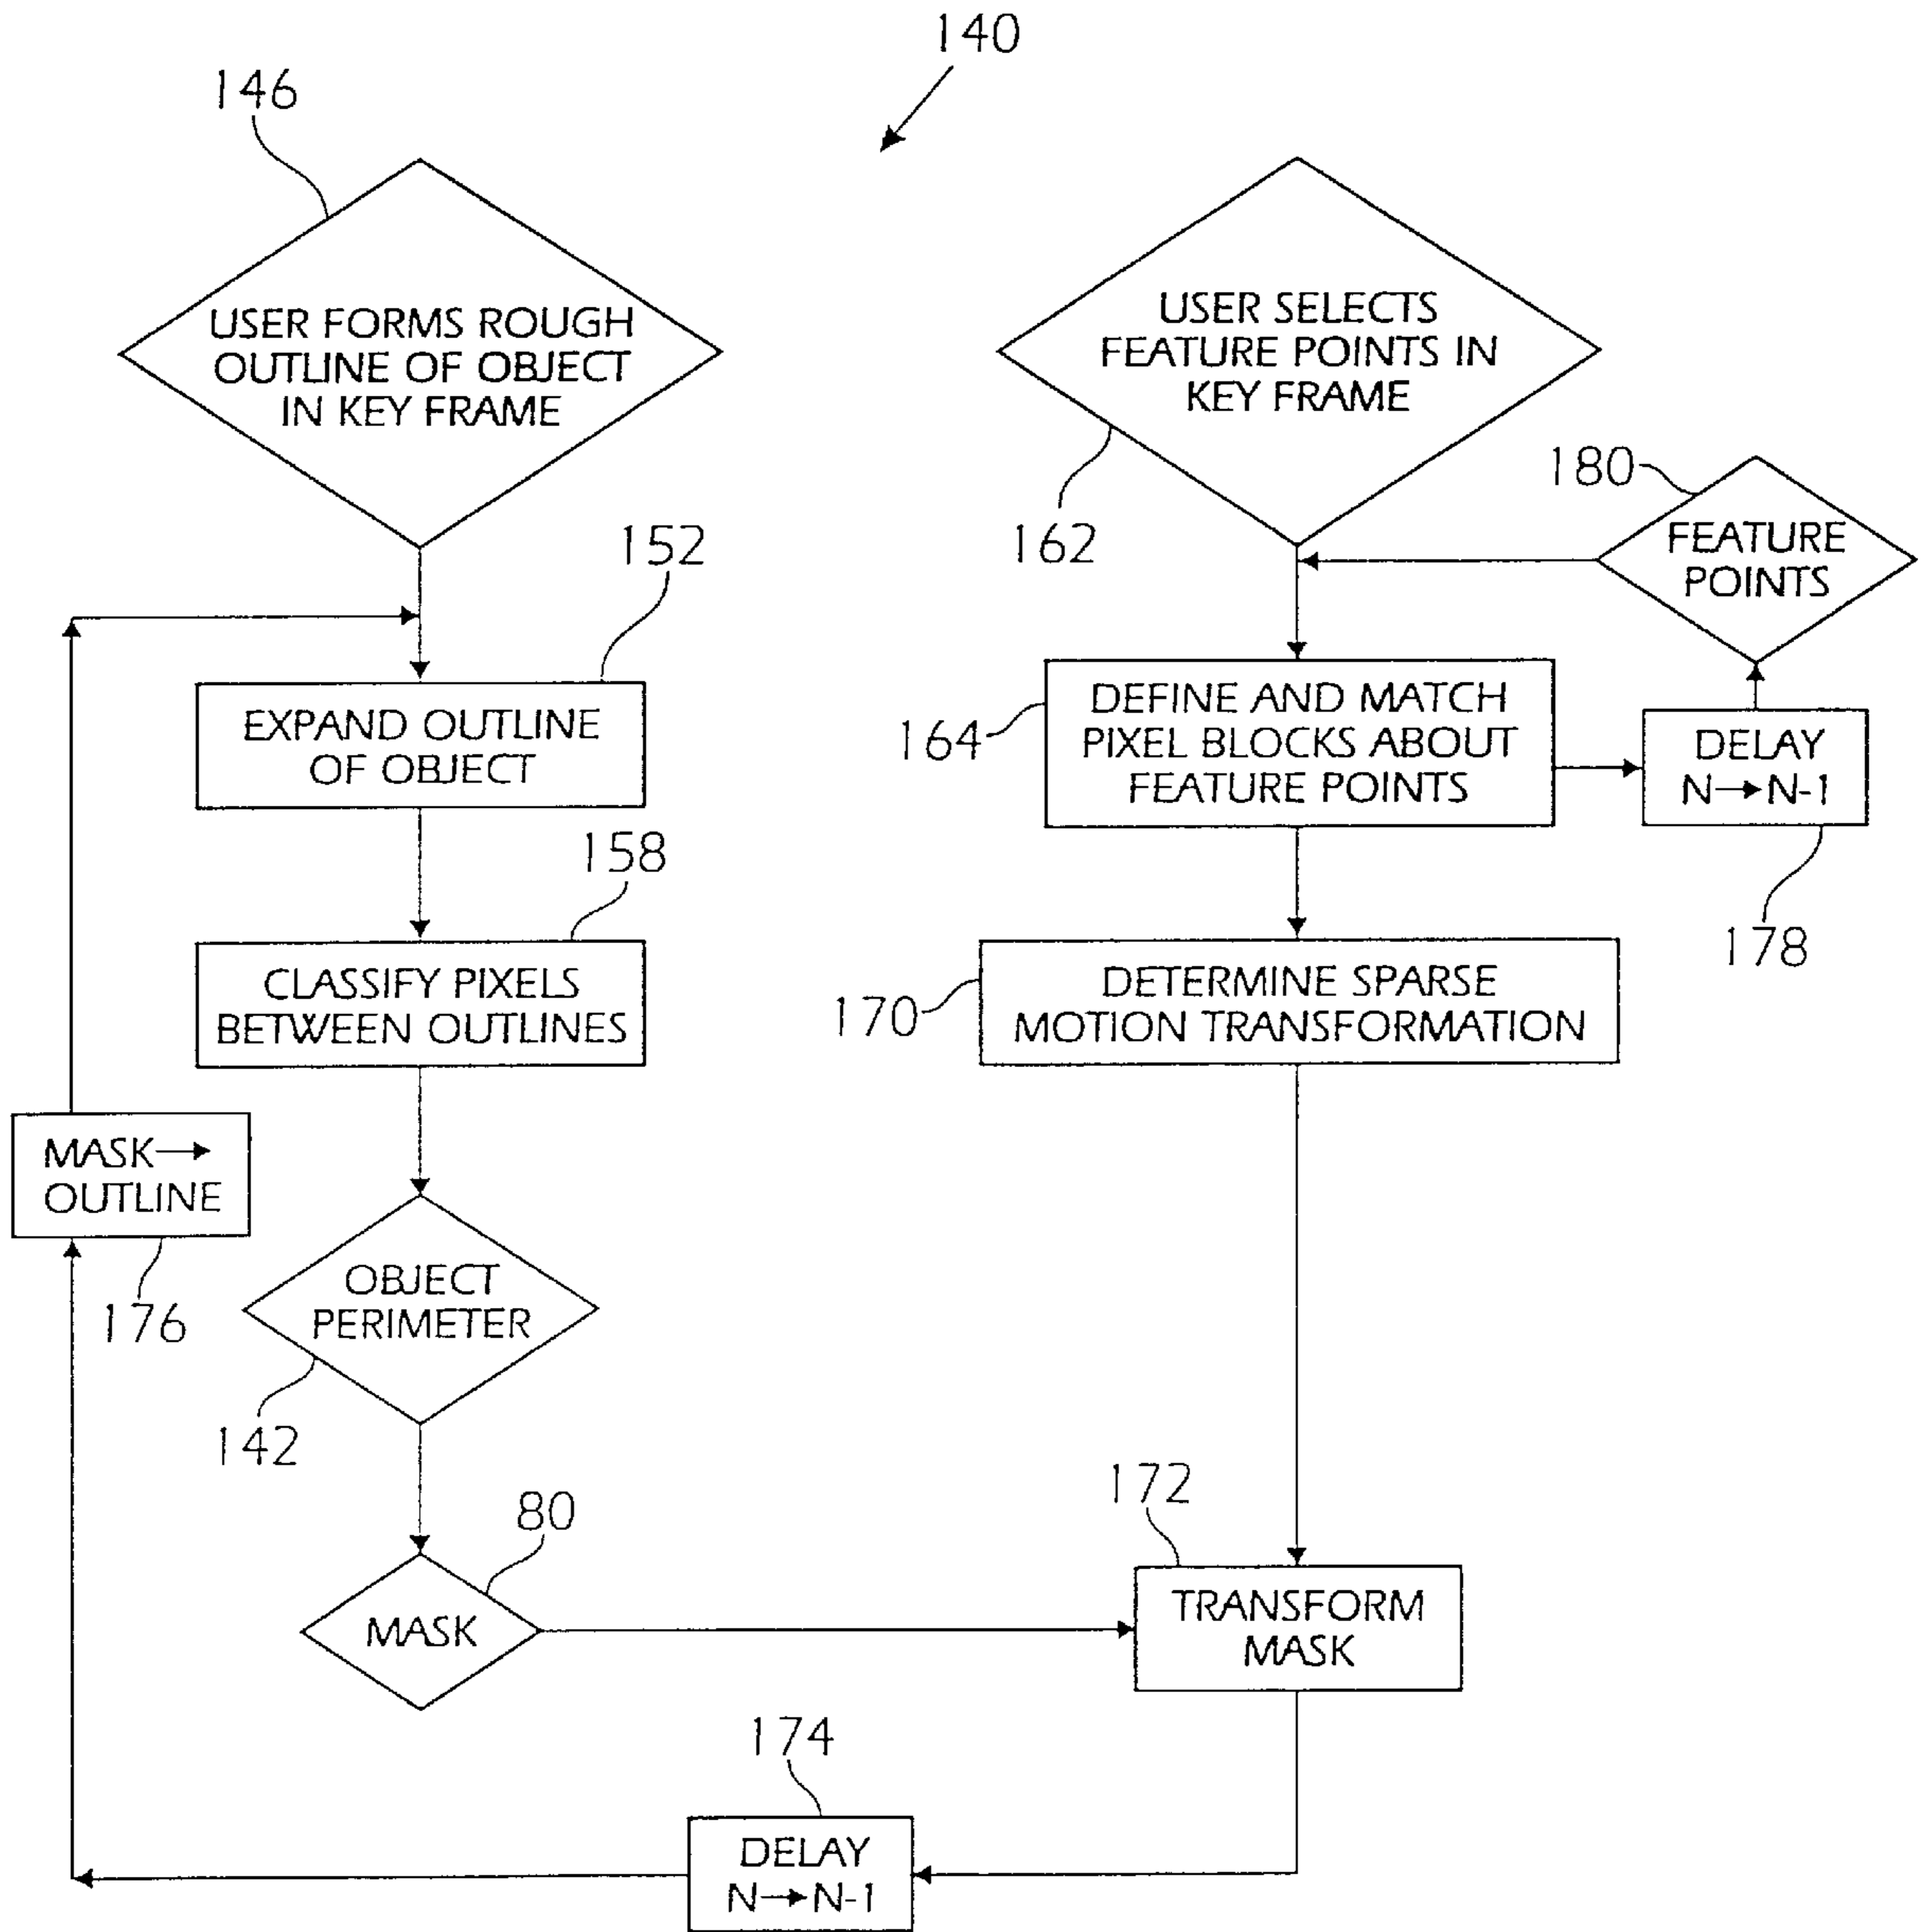 140
146
USER FORMS ROUGH
OUTLINE OF OBJECT
IN KEY FRAME
USER SELECTS
FEATURE POINTS IN
KEY FRAME
162
180
FEATURE
POINTS
152
EXPAND OUTLINE
OF OBJECT
164
DEFINE AND MATCH
PIXEL BLOCKS ABOUT
FEATURE POINTS
DELAY
N→N-1
178
158
CLASSIFY PIXELS
BETWEEN OUTLINES
170
DETERMINE SPARSE
MOTION TRANSFORMATION
MASK→
OUTLINE
176
OBJECT
PERIMETER
142
80
MASK
172
TRANSFORM
MASK
174
DELAY
N→N-1